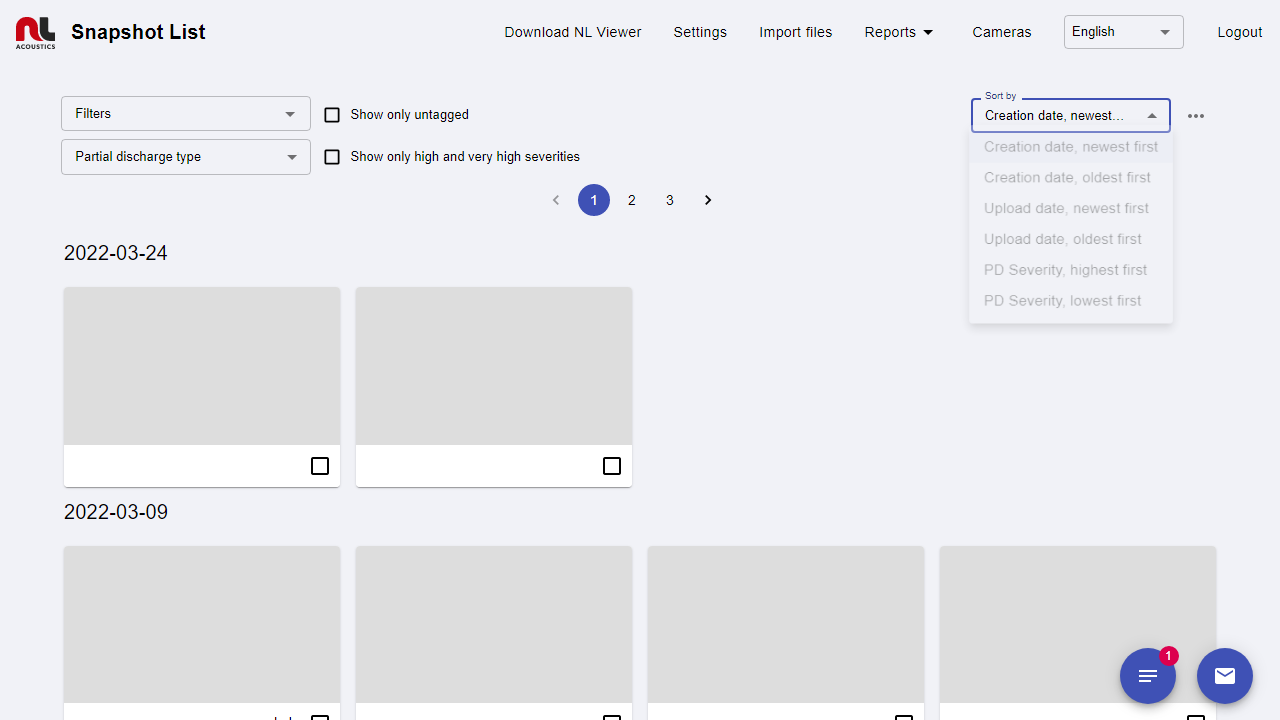 ACOUSTICS
Snapshot List
Download NL Viewer
Settings
Import files
Reports
Cameras
English
Logout
Filters
Show only untagged
Sort by
Creation date, newest…
Partial discharge type
Show only high and very high severities
Creation date, newest first
Creation date, oldest first
Upload date, newest first
Upload date, oldest first
PD Severity, highest first
PD Severity, lowest first
1
2
3
2022-03-24
2022-03-09
1